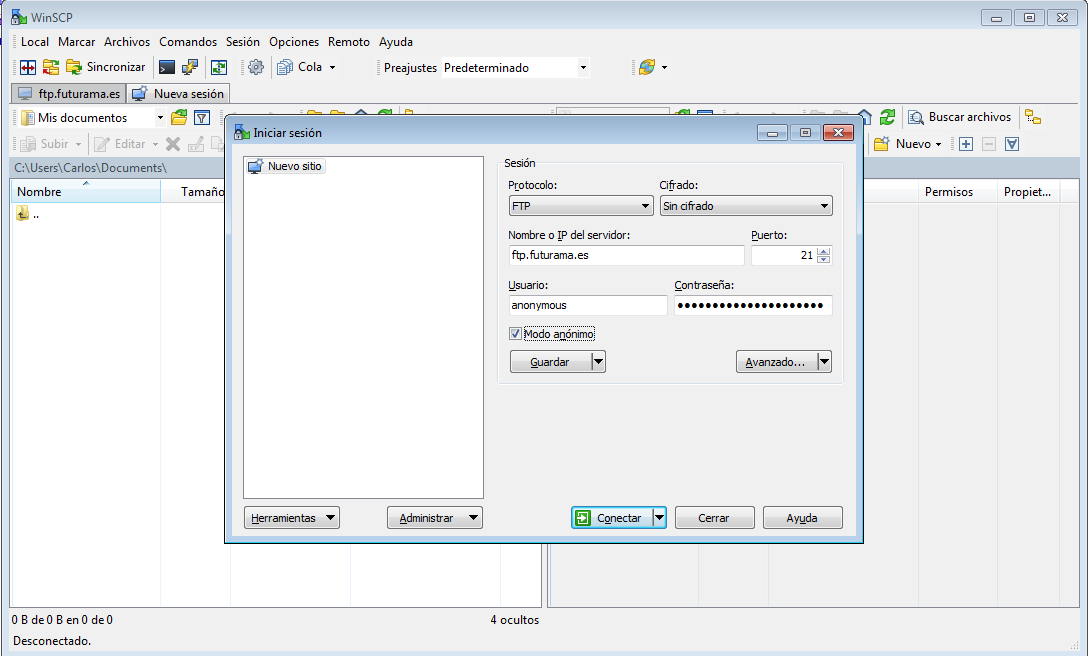 WinSCP
Local Marcar Archivos Comandos Sesión Opciones Remoto Ayuda
Sincronizar Cola Preajustes Predeterminado
ftp.futurama.es Nueva sesión
Mis documentos Buscar archivos
Subir Editar Nuevo
C:\Users\Carlos\Documents\
Nombre Tamaño Permisos Propiet...
..
Iniciar sesión
Nuevo sitio
Sesión
Protocolo: Cifrado:
FTP Sin cifrado
Nombre o IP del servidor: Puerto:
ftp.futurama.es 21
Usuario: Contraseña:
anonymous ●●●●●●●●●●●●●●●●●●●●●
Modo anónimo
Guardar Avanzado...
Herramientas Administrar Conectar Cerrar Ayuda
0 B de 0 B en 0 de 0 4 ocultos
Desconectado.